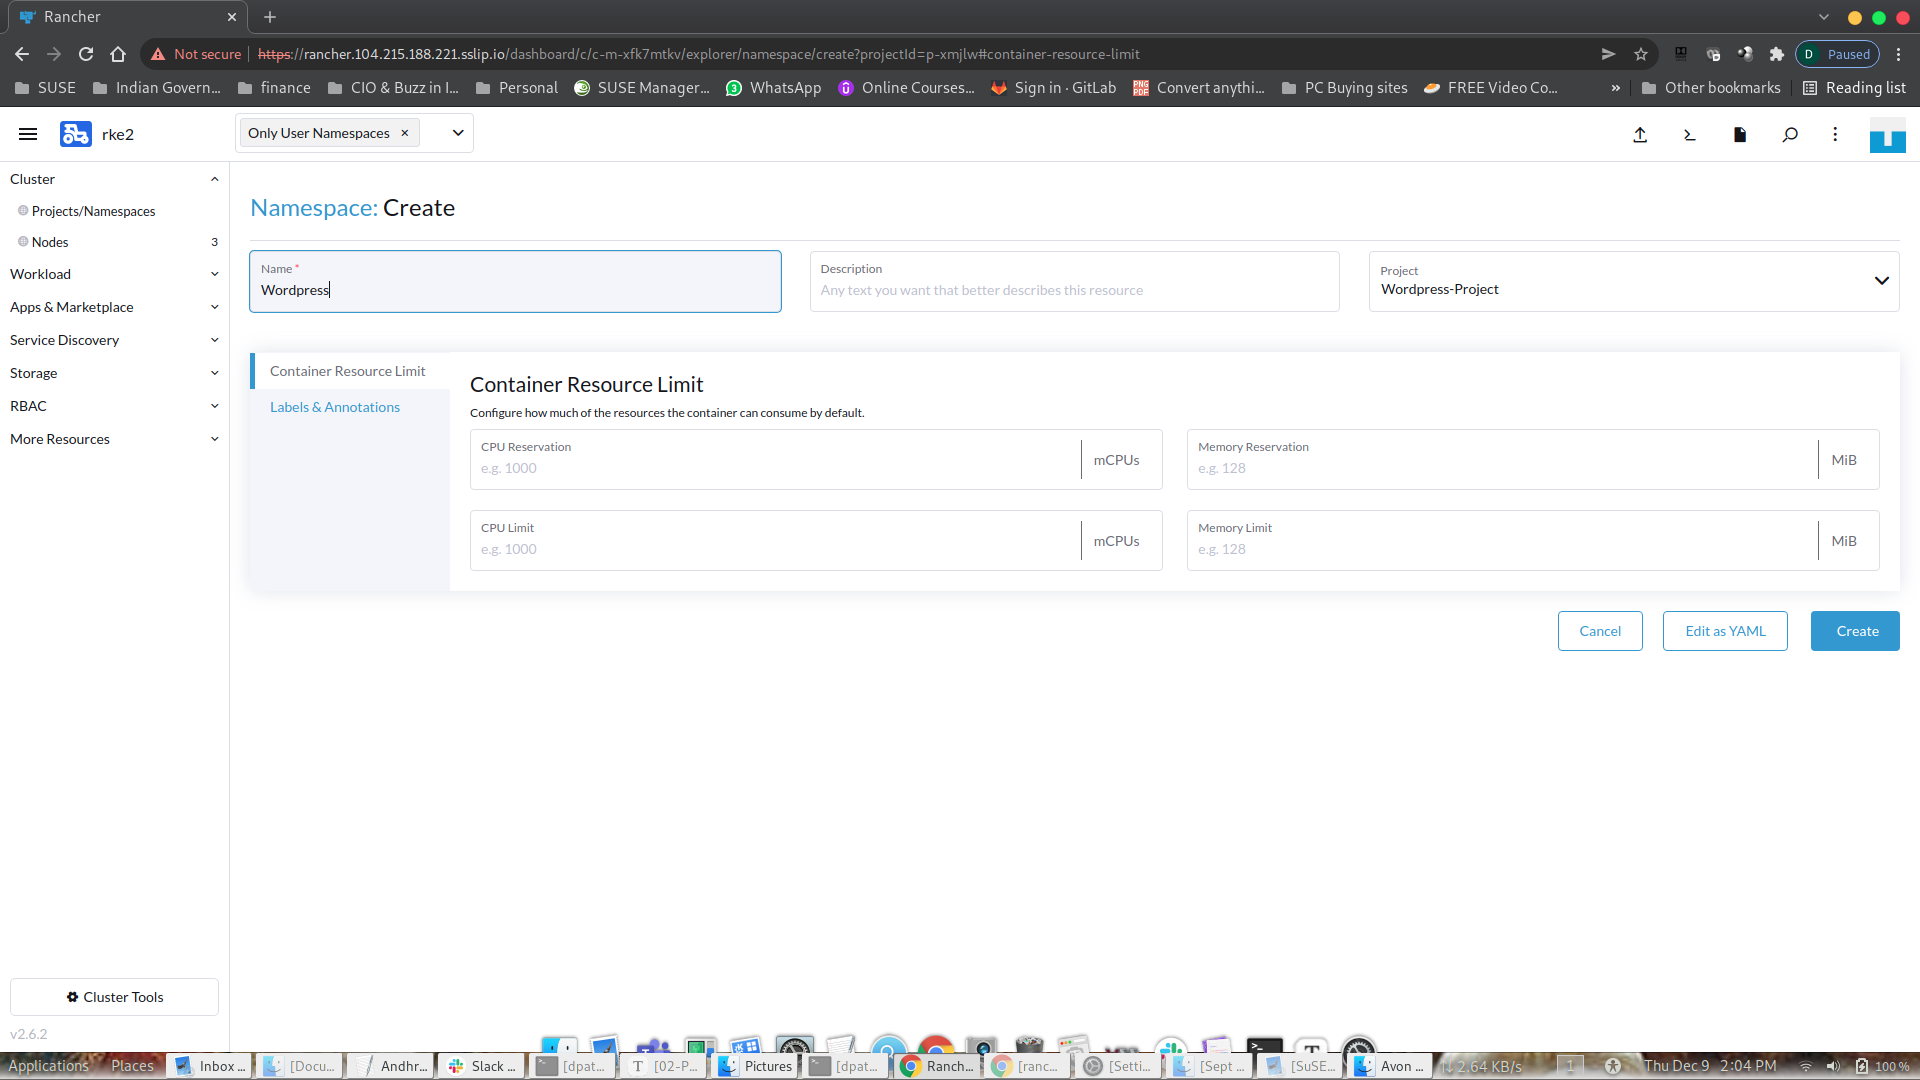 Rancher
Not secure
https://rancher.104.215.188.221.sslip.io/dashboard/c/c-m-xfk7mtkv/explorer/namespace/create?projectId=p-xmjlw#container-resource-limit
D Paused
SUSE
Indian Govern...
finance
CIO & Buzz in I...
Personal
SUSE Manager...
WhatsApp
Online Courses...
Sign in · GitLab
Convert anythi...
PC Buying sites
FREE Video Co...
»
Other bookmarks
Reading list
rke2
Only User Namespaces
Cluster
Projects/Namespaces
Nodes 3
Workload
Apps & Marketplace
Service Discovery
Storage
RBAC
More Resources
Cluster Tools
v2.6.2
Namespace: Create
Name *
Wordpress
Description
Any text you want that better describes this resource
Project
Wordpress-Project
Container Resource Limit
Labels & Annotations
Container Resource Limit
Configure how much of the resources the container can consume by default.
CPU Reservation
e.g. 1000
mCPUs
Memory Reservation
e.g. 128
MiB
CPU Limit
e.g. 1000
mCPUs
Memory Limit
e.g. 128
MiB
Cancel
Edit as YAML
Create
Applications
Places
Inbox ...
[Docu...
Andhr...
Slack ...
[dpat...
[02-P...
Pictures
[dpat...
Ranch...
[ranc...
[Setti...
[Sept ...
[SuSE...
Avon ...
2.64 KB/s
1
Thu Dec 9 2:04 PM
100 %